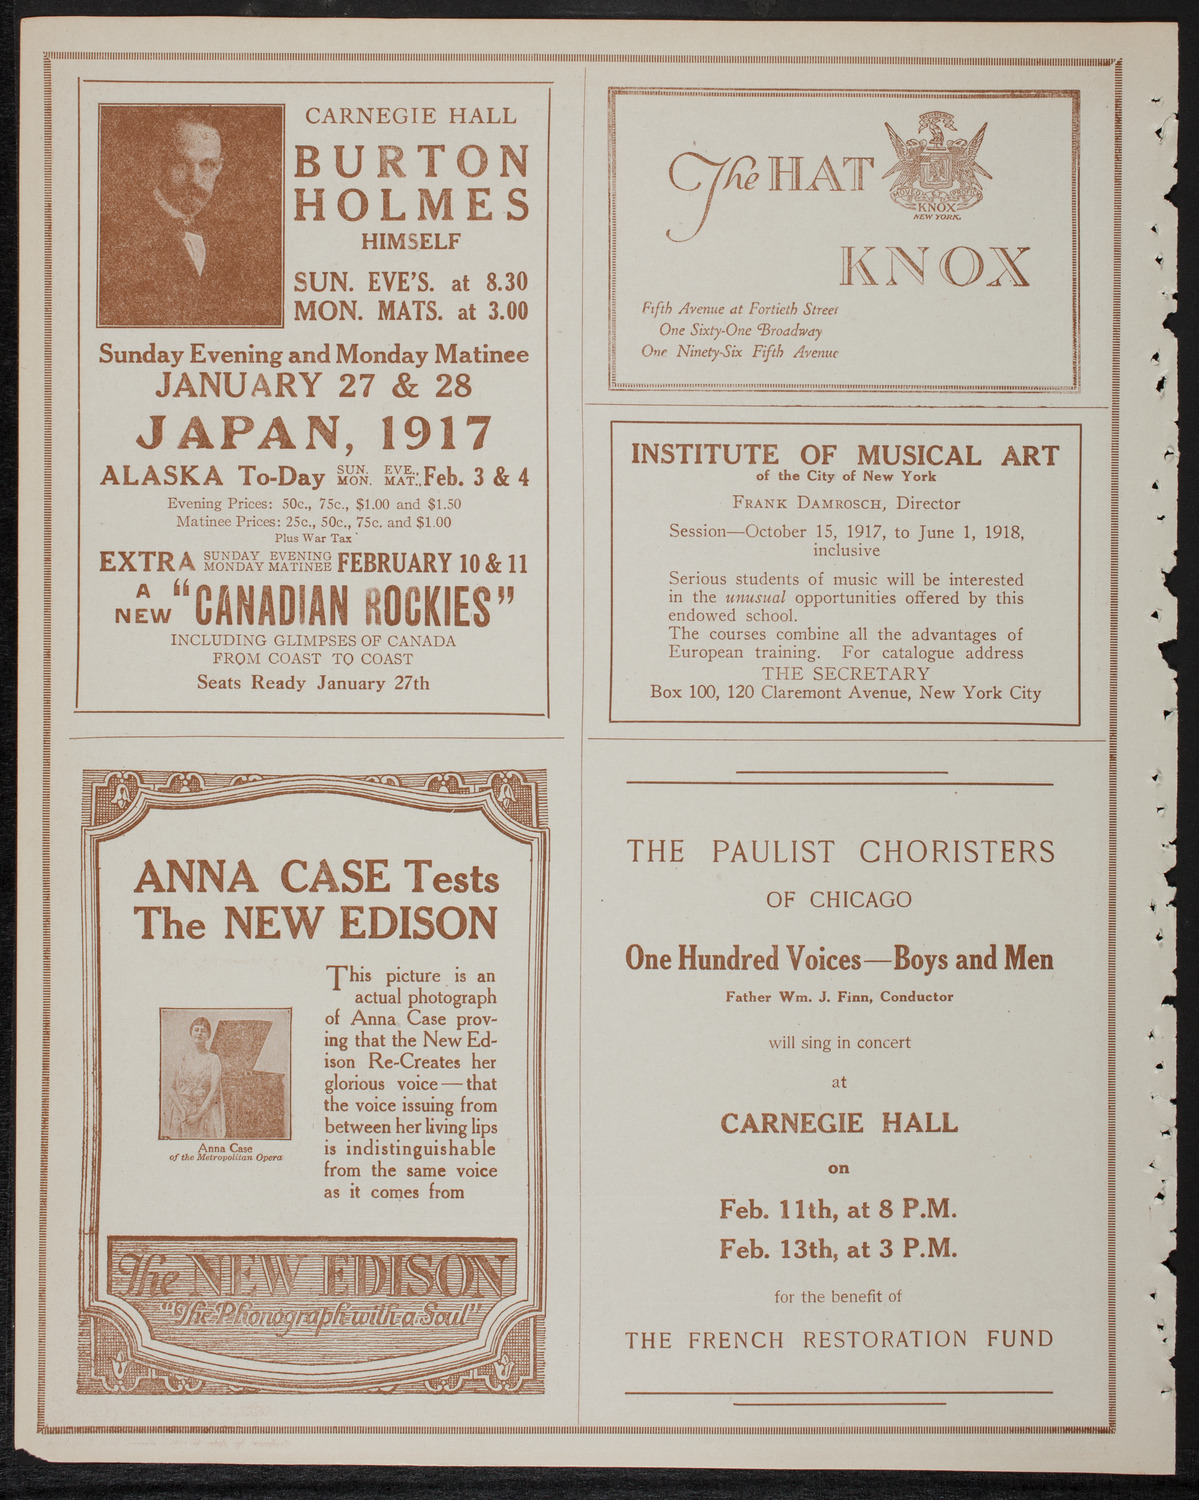 CARNEGIE HALL
BURTON
HOLMES
HIMSELF
SUN. EVE'S. at 8.30
MON. MATS. at 3.00
Sunday Evening and Monday Matinee
JANUARY 27 & 28
JAPAN, 1917
ALASKA To-Day SUN. EVE., MON. MAT., Feb. 3 & 4
Evening Prices: 50c., 75c., $1.00 and $1.50
Matinee Prices: 25c., 50c., 75c. and $1.00
Plus War Tax
EXTRA SUNDAY EVENING MONDAY MATINEE FEBRUARY 10 & 11
A NEW "CANADIAN ROCKIES"
INCLUDING GLIMPSES OF CANADA
FROM COAST TO COAST
Seats Ready January 27th
ANNA CASE Tests
The NEW EDISON
This picture is an
actual photograph
of Anna Case prov-
ing that the New Ed-
ison Re-Creates her
glorious voice—that
the voice issuing from
between her living lips
is indistinguishable
from the same voice
as it comes from
Anna Case
of the Metropolitan Opera
The NEW EDISON
"The Phonograph with a Soul"
The HAT
KNOX
NEW YORK.
KNOX
Fifth Avenue at Fortieth Street
One Sixty-One Broadway
One Ninety-Six Fifth Avenue
INSTITUTE OF MUSICAL ART
of the City of New York
FRANK DAMROSCH, Director
Session—October 15, 1917, to June 1, 1918,
inclusive
Serious students of music will be interested
in the unusual opportunities offered by this
endowed school.
The courses combine all the advantages of
European training. For catalogue address
THE SECRETARY
Box 100, 120 Claremont Avenue, New York City
THE PAULIST CHORISTERS
OF CHICAGO
One Hundred Voices—Boys and Men
Father Wm. J. Finn, Conductor
will sing in concert
at
CARNEGIE HALL
on
Feb. 11th, at 8 P.M.
Feb. 13th, at 3 P.M.
for the benefit of
THE FRENCH RESTORATION FUND